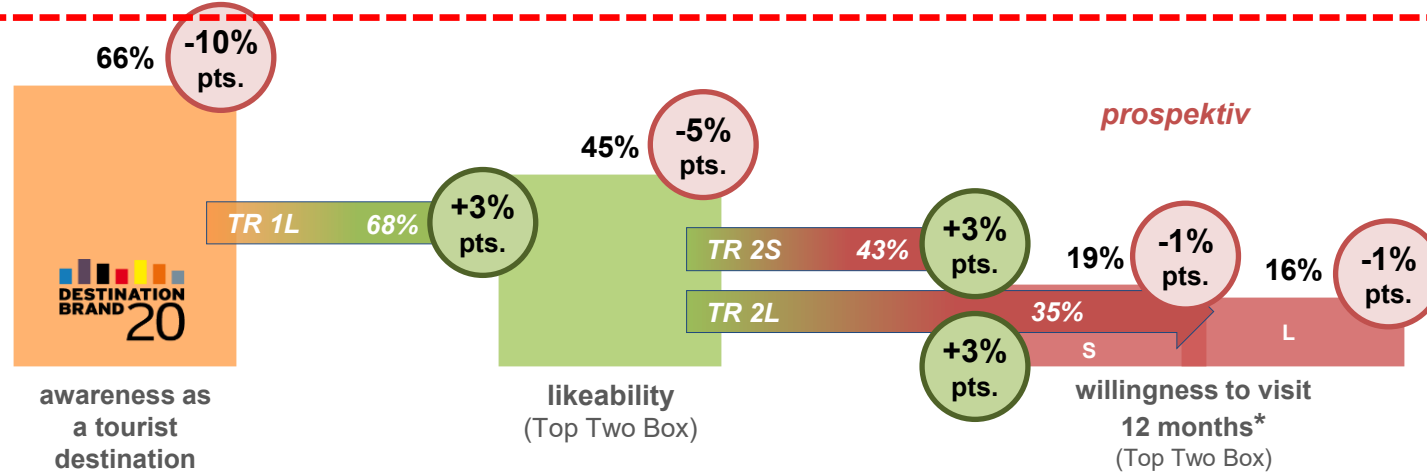 66%
-10%
pts.
prospektiv
45%
-5%
pts.
TR 1L 68%
+3%
pts.
TR 2S 43%
+3%
pts.
19%
-1%
pts.
16%
-1%
pts.
TR 2L 35%
+3%
pts.
S
L
DESTINATION
BRAND 20
awareness as
a tourist
destination
likeability
(Top Two Box)
willingness to visit
12 months*
(Top Two Box)